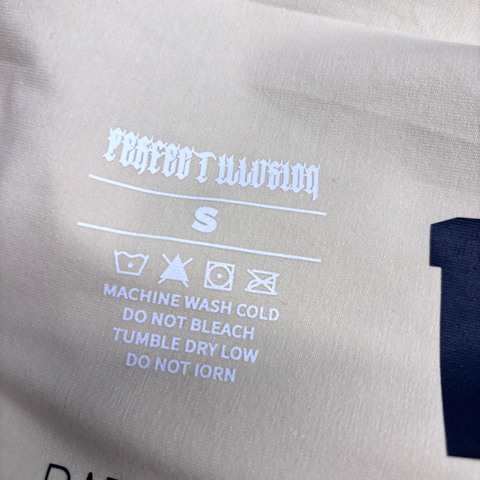 PERFECT ILLUSION
S
MACHINE WASH COLD
DO NOT BLEACH
TUMBLE DRY LOW
DO NOT IORN